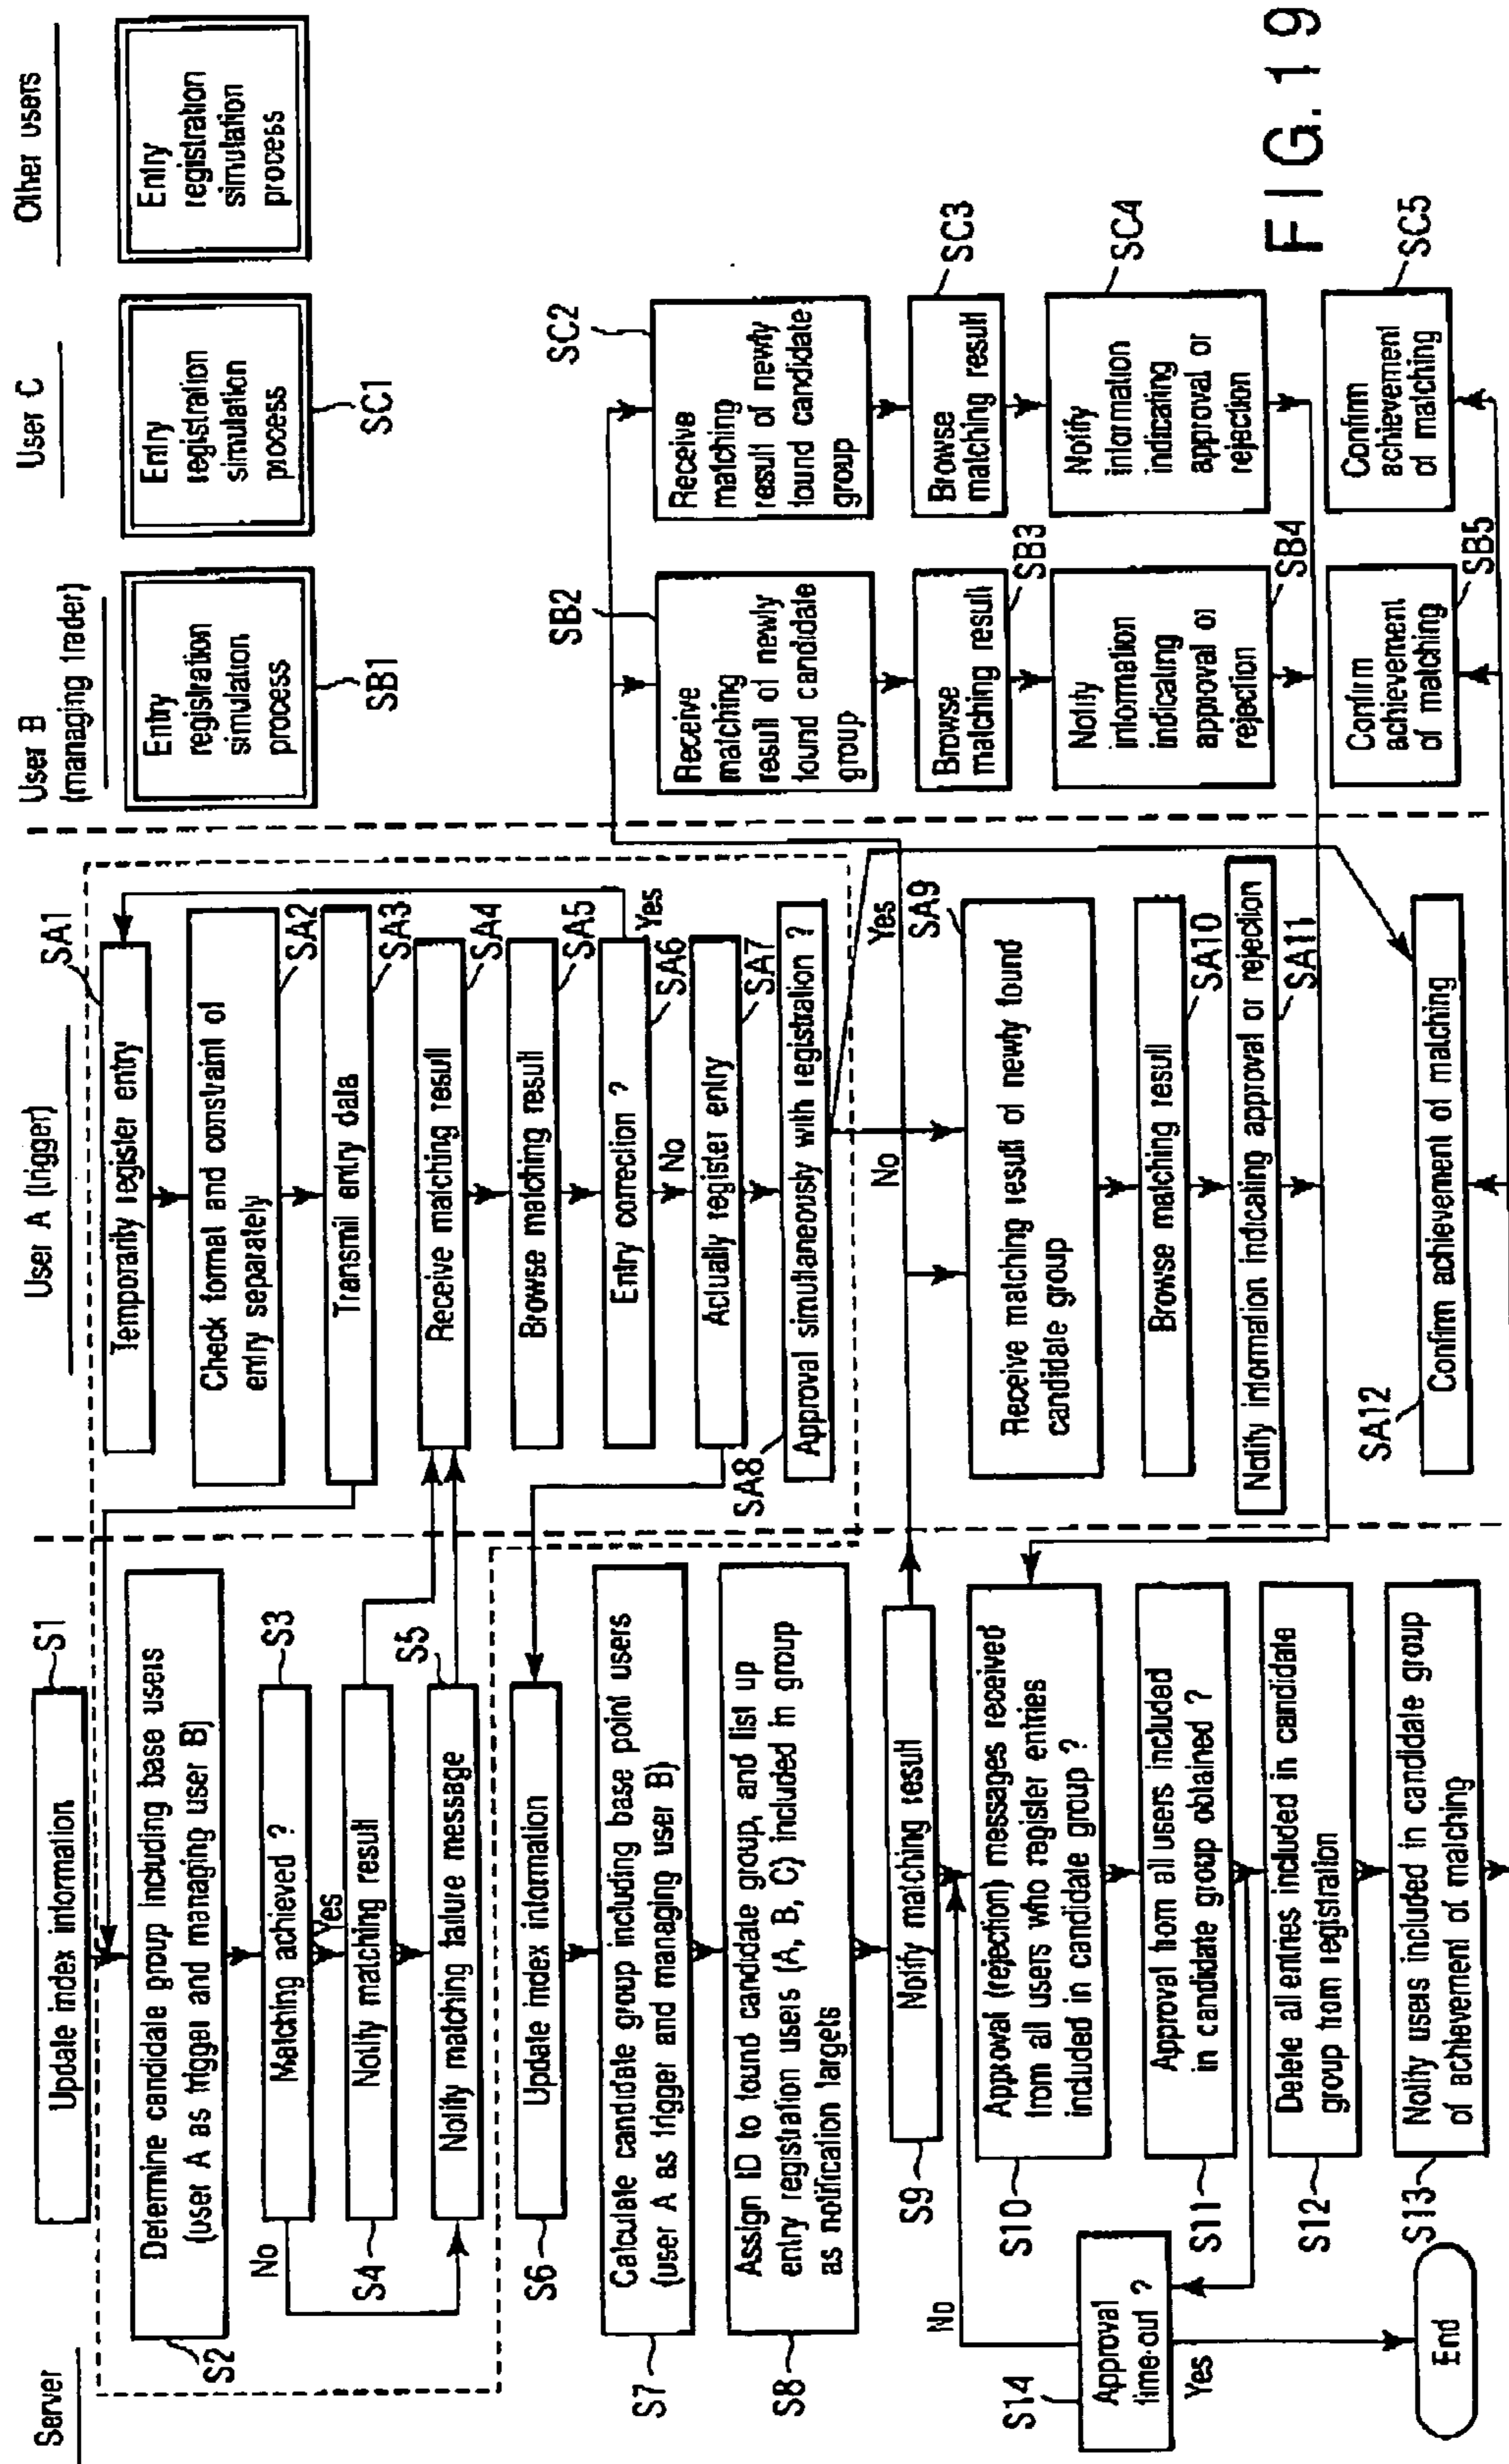 Server
S1
Update index information
Determine candidate group including base users
(user A as trigger and managing user B)
S2
Matching achieved ?
S3
No
Yes
Notify matching result
S4
S5
Notify matching failure message
Update index information
S6
Calculate candidate group including base point users
(user A as trigger and managing user B)
S7
Assign ID to found candidate group, and list up
entry registration users (A, B, C) included in group
as notification targets
S8
Notify matching result
S9
Approval (rejection) messages received
from all users who register entries
included in candidate group ?
S10
No
Approval from all users included
in candidate group obtained ?
S11
S14
Approval
time-out ?
Yes
Delete all entries included in candidate
group from registration
S12
Notify users included in candidate group
of achievement of matching
S13
End
User A (trigger)
SA1
Temporarily register entry
Check format and constraint of
entry separately
SA2
Transmit entry data
SA3
Receive matching result
SA4
Browse matching result
SA5
Entry correction ?
SA6
Yes
No
Actually register entry
SA7
Approval simultaneously with registration ?
SA8
No
Yes
SA9
Receive matching result of newly found
candidate group
Browse matching result
SA10
Notify information indicating approval or rejection
SA11
SA12
Confirm achievement of matching
User B
(managing trader)
Entry
registration
simulation
process
SB1
SB2
Receive
matching
result of newly
found candidate
group
Browse
matching result
SB3
Notify
information
indicating
approval or
rejection
SB4
Confirm
achievement
of matching
SB5
User C
Entry
registration
simulation
process
SC1
SC2
Receive
matching
result of newly
found candidate
group
Browse
matching result
SC3
Notify
information
indicating
approval or
rejection
SC4
Confirm
achievement
of matching
SC5
Other users
Entry
registration
simulation
process
FIG. 19